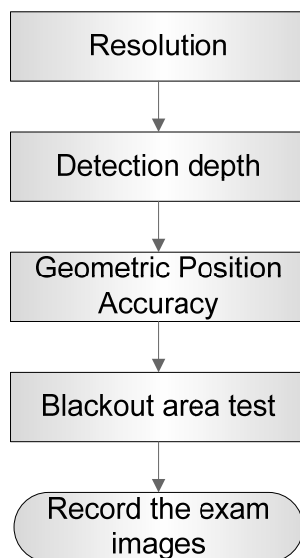 Resolution
Detection depth
Geometric Position
Accuracy
Blackout area test
Record the exam
images